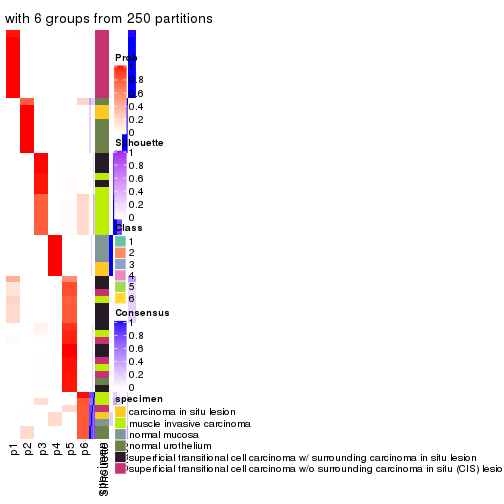 with 6 groups from 250 partitions
Prob
1
0.8
0.6
0.4
0.2
0
Silhouette
1
0.8
0.6
0.4
0.2
0
Class
1
2
3
4
5
6
Consensus
1
0.8
0.6
0.4
0.2
0
specimen
carcinoma in situ lesion
muscle invasive carcinoma
normal mucosa
normal urothelium
superficial transitional cell carcinoma w/ surrounding carcinoma in situ lesion
superficial transitional cell carcinoma w/o surrounding carcinoma in situ (CIS) lesio
p1
p2
p3
p4
p5
p6